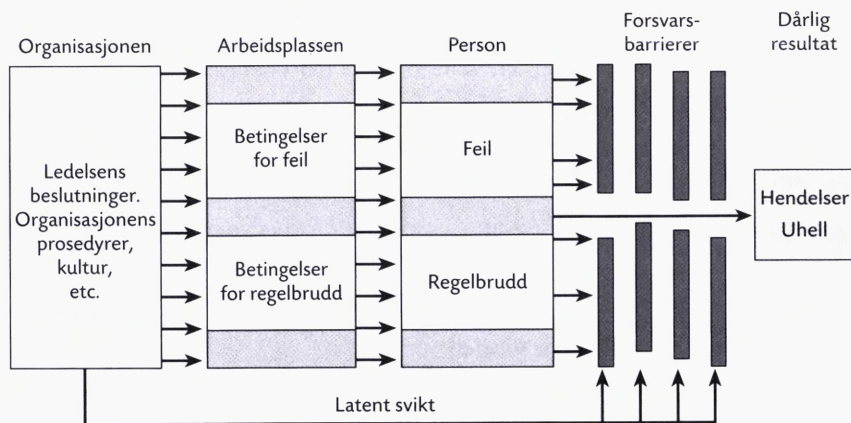 Organisasjonen
Arbeidsplassen
Person
Forsvars-
barrierer
Dårlig
resultat
Ledelsens
beslutninger.
Organisasjonens
prosedyrer,
kultur,
etc.
Betingelser
for feil
Betingelser
for regelbrudd
Feil
Regelbrudd
Hendelser
Uhell
Latent svikt